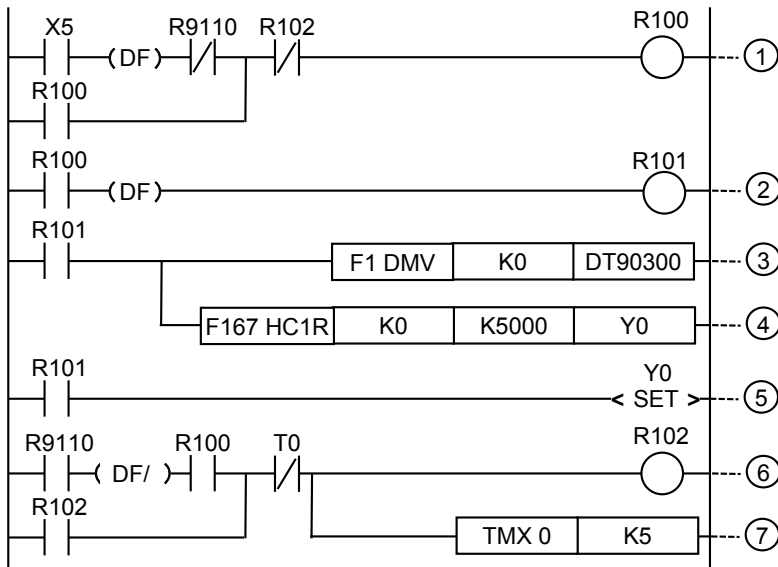 X5 R9110 R102 R100
(DF) 1
R100
R100 R101
(DF) 2
R101
F1 DMV K0 DT90300 3
F167 HC1R K0 K5000 Y0 4
R101 Y0
< SET > 5
R9110 R100 T0 R102
( DF/ ) 6
R102
TMX 0 K5 7